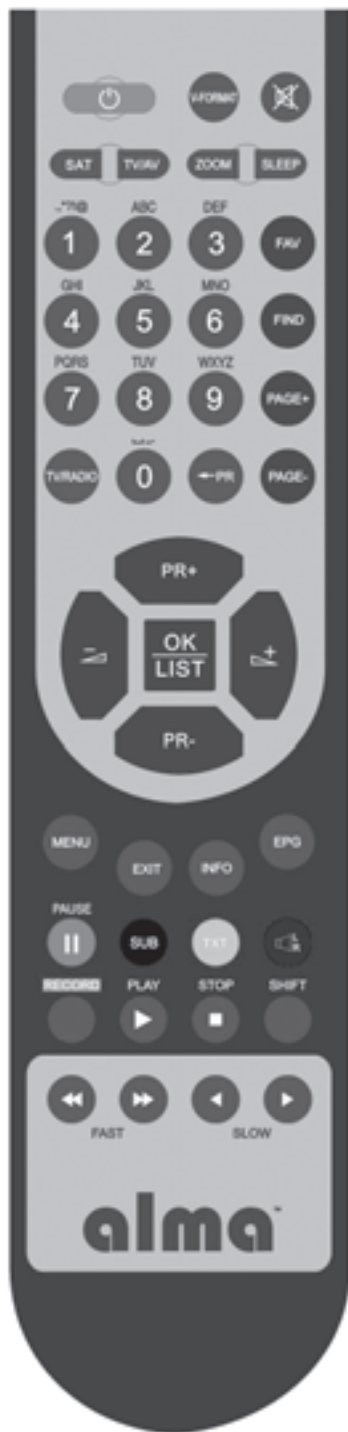 V-FORMAT
SAT TV/AV ZOOM SLEEP
ABC DEF
1 2 3 FAV
GHI JKL MNO
4 5 6 FIND
PQRS TUV WXYZ
7 8 9 PAGE+
TV/RADIO 0 PR PAGE-
PR+
- OK +
LIST
PR-
MENU EPG
EXIT INFO
PAUSE
SUB TXT
RECORD PLAY STOP SHIFT
FAST SLOW
alma™